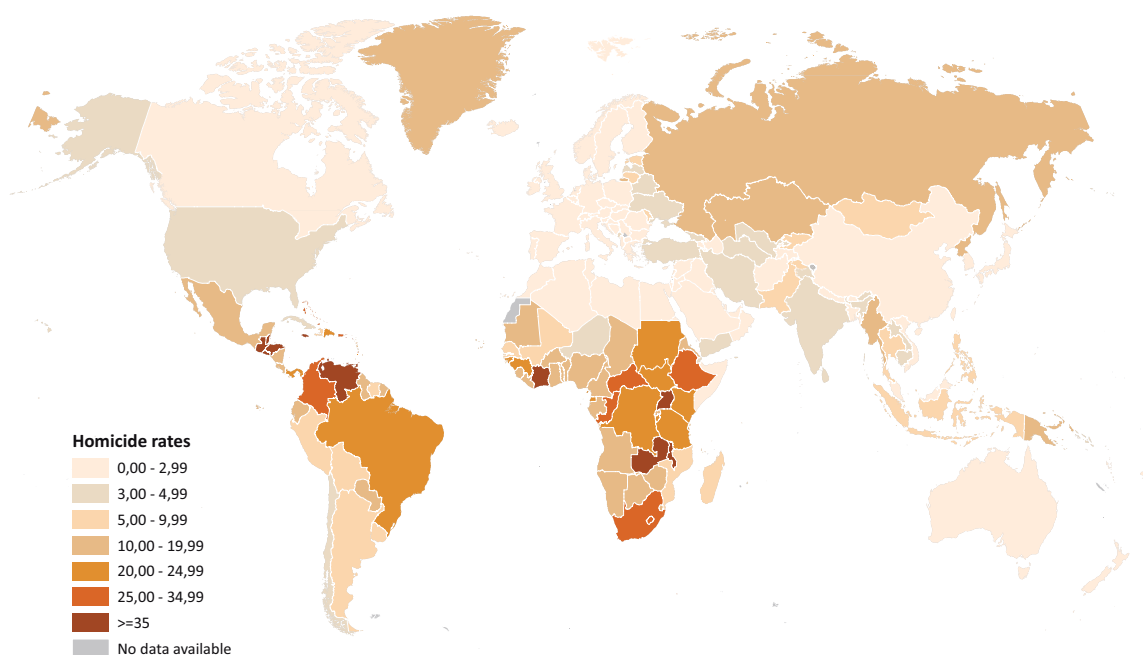 Homicide rates
0,00 - 2,99
3,00 - 4,99
5,00 - 9,99
10,00 - 19,99
20,00 - 24,99
25,00 - 34,99
>=35
No data available